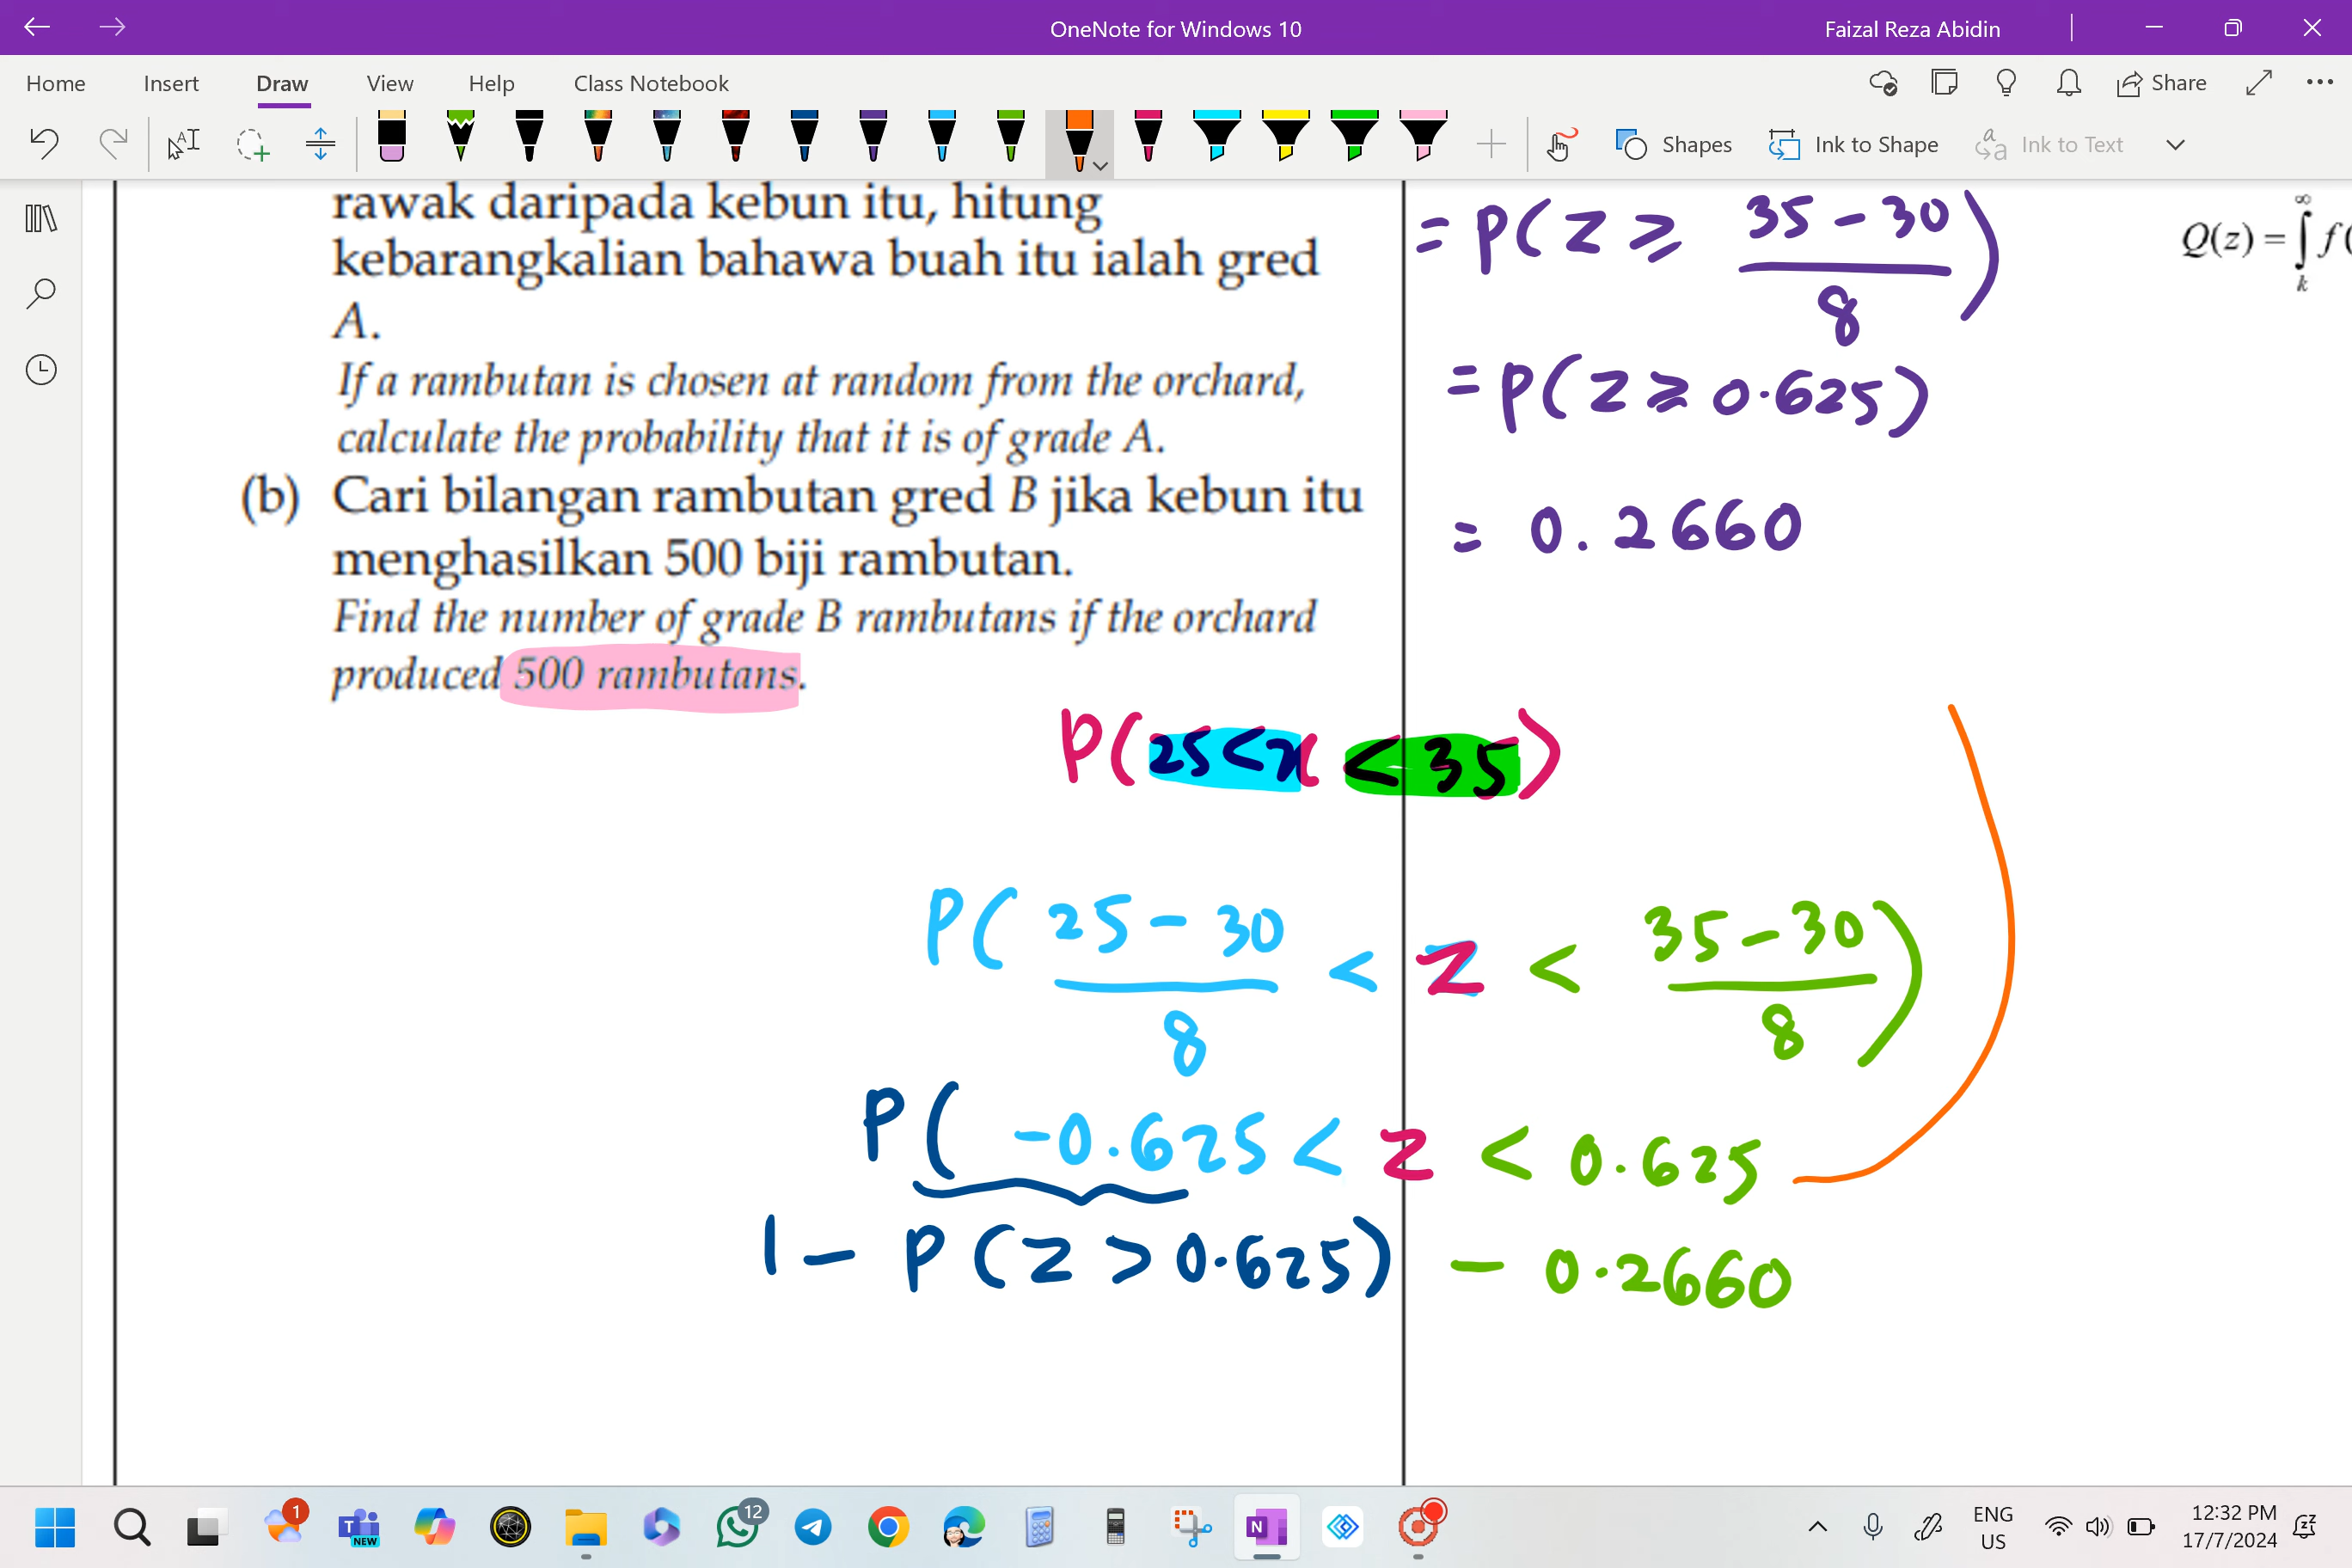 OneNote for Windows 10
Faizal Reza Abidin
Home Insert Draw View Help Class Notebook
Share
Shapes Ink to Shape Ink to Text
rawak daripada kebun itu, hitung
kebarangkalian bahawa buah itu ialah gred
A.
If a rambutan is chosen at random from the orchard,
calculate the probability that it is of grade A.
(b) Cari bilangan rambutan gred B jika kebun itu
menghasilkan 500 biji rambutan.
Find the number of grade B rambutans if the orchard
produced 500 rambutans.
= P(Z ≥ 35 - 30 / 8)
= P(Z ≥ 0.625)
= 0.2660
Q(z) = ∫ k ∞ f(
P(25 < x < 35)
P(25 - 30 / 8 < Z < 35 - 30 / 8)
P(-0.625 < Z < 0.625
1 - P(Z > 0.625) - 0.2660
1
NEW
12
ENG
US
12:32 PM
17/7/2024